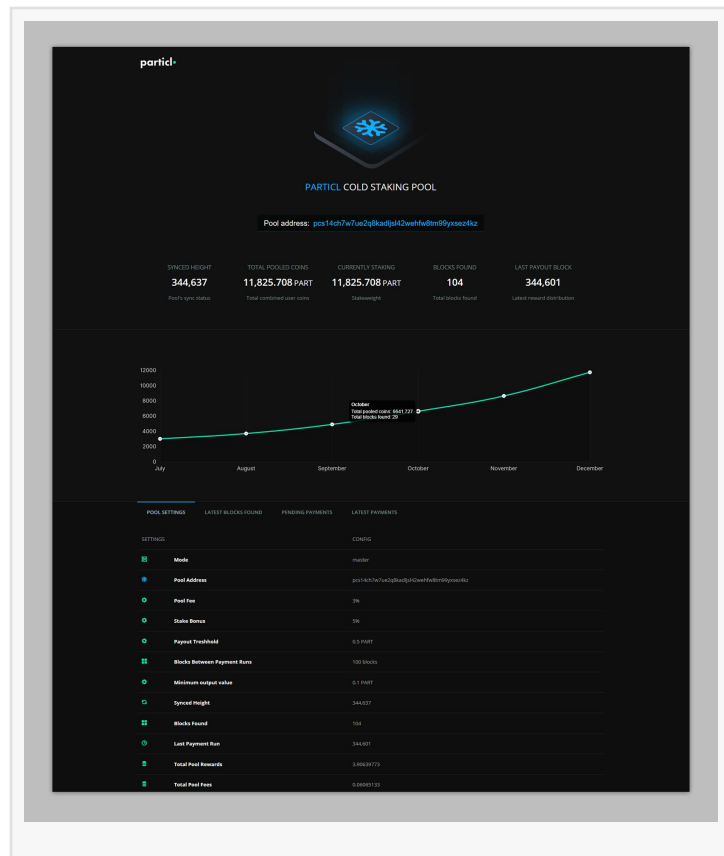 particl
PARTICL COLD STAKING POOL
Pool address: pcs14ch7w7ue2q8kadljsl42wehfw8tm99yxsez4kz
SYNCED HEIGHT TOTAL POOLED COINS CURRENTLY STAKING BLOCKS FOUND LAST PAYOUT BLOCK
344,637 11,825.708 PART 11,825.708 PART 104 344,601
Pool's sync status Total combined user coins Stakeweight Total blocks found Latest reward distribution
12000
10000
8000
6000
4000
2000
0
October
Total pooled coins: 6641,727
Total blocks found: 29
July August September October November December
POOL SETTINGS LATEST BLOCKS FOUND PENDING PAYMENTS LATEST PAYMENTS
SETTINGS CONFIG
Mode master
Pool Address pcs14ch7w7ue2q8kadljsl42wehfw8tm99yxsez4kz
Pool Fee 3%
Stake Bonus 5%
Payout Treshhold 0.5 PART
Blocks Between Payment Runs 100 blocks
Minimum output value 0.1 PART
Synced Height 344,637
Blocks Found 104
Last Payment Run 344,601
Total Pool Rewards 3.90639773
Total Pool Fees 0.06065133